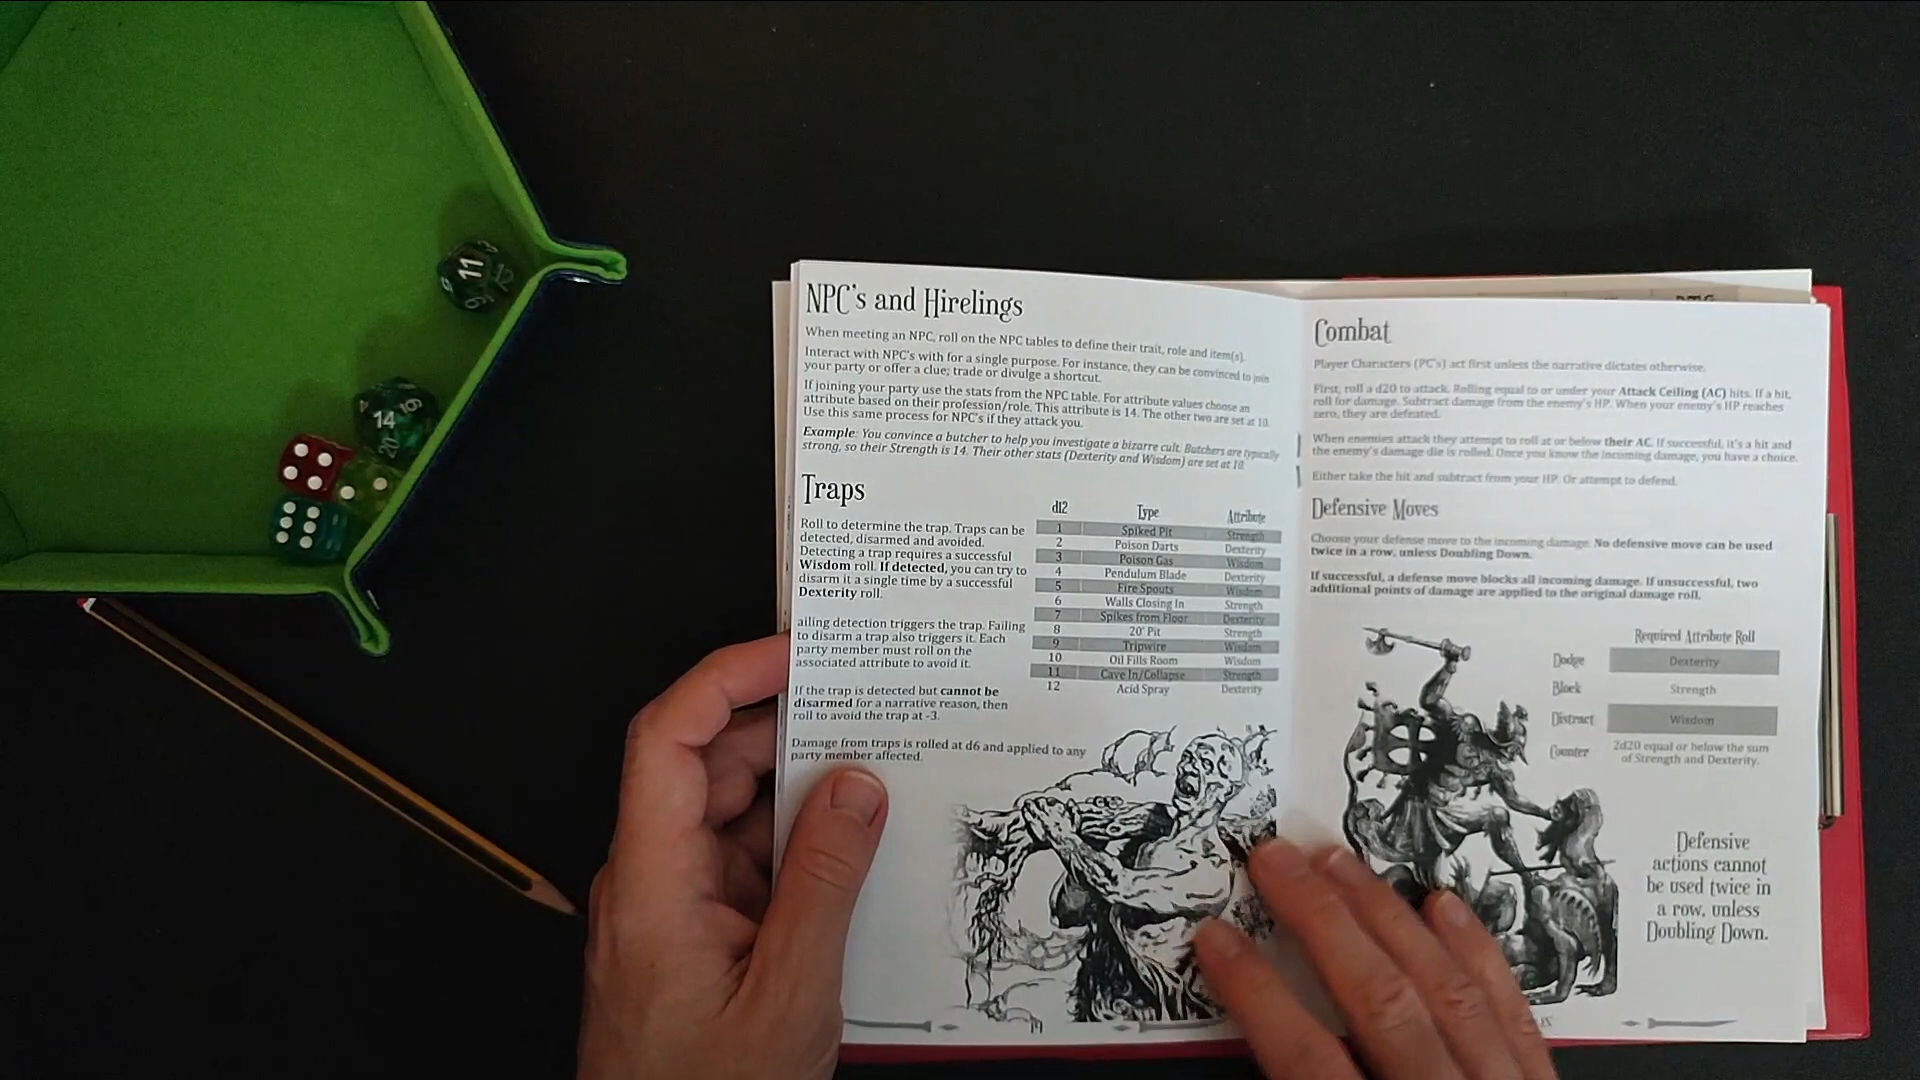 NPC's and Hirelings
When meeting an NPC, roll on the NPC tables to define their trait, role and item(s).
Interact with NPC's with for a single purpose. For instance, they can be convinced to join
your party or offer a clue; trade or divulge a shortcut.
If joining your party use the stats from the NPC table. For attribute values choose an
attribute based on their profession/role. This attribute is 14. The other two are set at 10.
Use this same process for NPC's if they attack you.
Example: You convince a butcher to help you investigate a bizarre cult. Butchers are typically
strong, so their Strength is 14. Their other stats (Dexterity and Wisdom) are set at 10.
Traps
Roll to determine the trap. Traps can be
detected, disarmed and avoided.
Detecting a trap requires a successful
Wisdom roll. If detected, you can try to
disarm it a single time by a successful
Dexterity roll.
ailing detection triggers the trap. Failing
to disarm a trap also triggers it. Each
party member must roll on the
associated attribute to avoid it.
If the trap is detected but cannot be
disarmed for a narrative reason, then
roll to avoid the trap at -3.
Damage from traps is rolled at d6 and applied to any
party member affected.
d12 Type Attribute
1 Spiked Pit Strength
2 Poison Darts Dexterity
3 Poison Gas Wisdom
4 Pendulum Blade Dexterity
5 Fire Spouts Wisdom
6 Walls Closing In Strength
7 Spikes from Floor Dexterity
8 20' Pit Strength
9 Tripwire Wisdom
10 Oil Fills Room Wisdom
11 Cave In/Collapse Strength
12 Acid Spray Dexterity
Combat
Player Characters (PC's) act first unless the narrative dictates otherwise.
First, roll a d20 to attack. Rolling equal to or under your Attack Ceiling (AC) hits. If a hit,
roll for damage. Subtract damage from the enemy's HP. When your enemy's HP reaches
zero, they are defeated.
When enemies attack they attempt to roll at or below their AC. If successful, it's a hit and
the enemy's damage die is rolled. Once you know the incoming damage, you have a choice.
Either take the hit and subtract from your HP. Or attempt to defend.
Defensive Moves
Choose your defense move to the incoming damage. No defensive move can be used
twice in a row, unless Doubling Down.
If successful, a defense move blocks all incoming damage. If unsuccessful, two
additional points of damage are applied to the original damage roll.
Required Attribute Roll
Dodge Dexterity
Block Strength
Distract Wisdom
Counter 2d20 equal or below the sum
of Strength and Dexterity.
Defensive
actions cannot
be used twice in
a row, unless
Doubling Down.
11
12
14
20